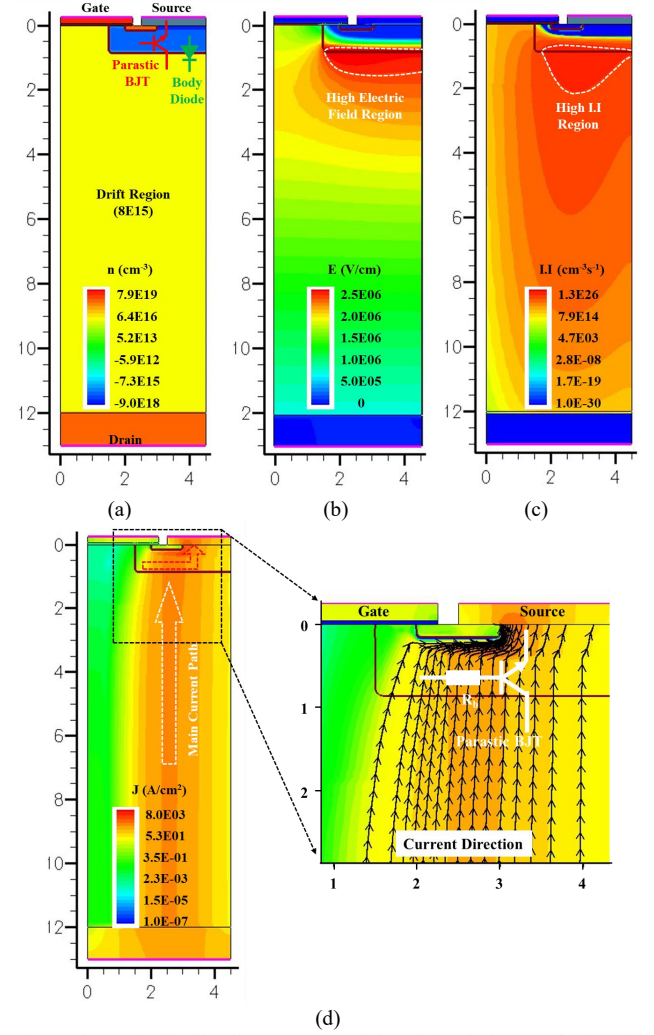 Gate Source
0
2
4
6
8
10
12
0 2 4
Parastic
BJT
Body
Diode
Drift Region
(8E15)
n (cm-3)
7.9E19
6.4E16
5.2E13
-5.9E12
-7.3E15
-9.0E18
Drain
(a)
0
2
4
6
8
10
2
0 2 4
High Electric
Field Region
E (V/cm)
2.5E06
2.0E06
1.5E06
1.0E06
5.0E05
0
(b)
0
2
4
6
8
10
12
0 2 4
High I.I
Region
I.I (cm-3s-1)
1.3E26
7.9E14
4.7E03
2.8E-08
1.7E-19
1.0E-30
(c)
0
2
4
6
8
10
12
0 2 4
Main Current Path
J (A/cm2)
8.0E03
5.3E01
3.5E-01
2.3E-03
1.5E-05
1.0E-07
Gate Source
0
1
2
1 2 3 4
Parastic BJT
Current Direction
(d)